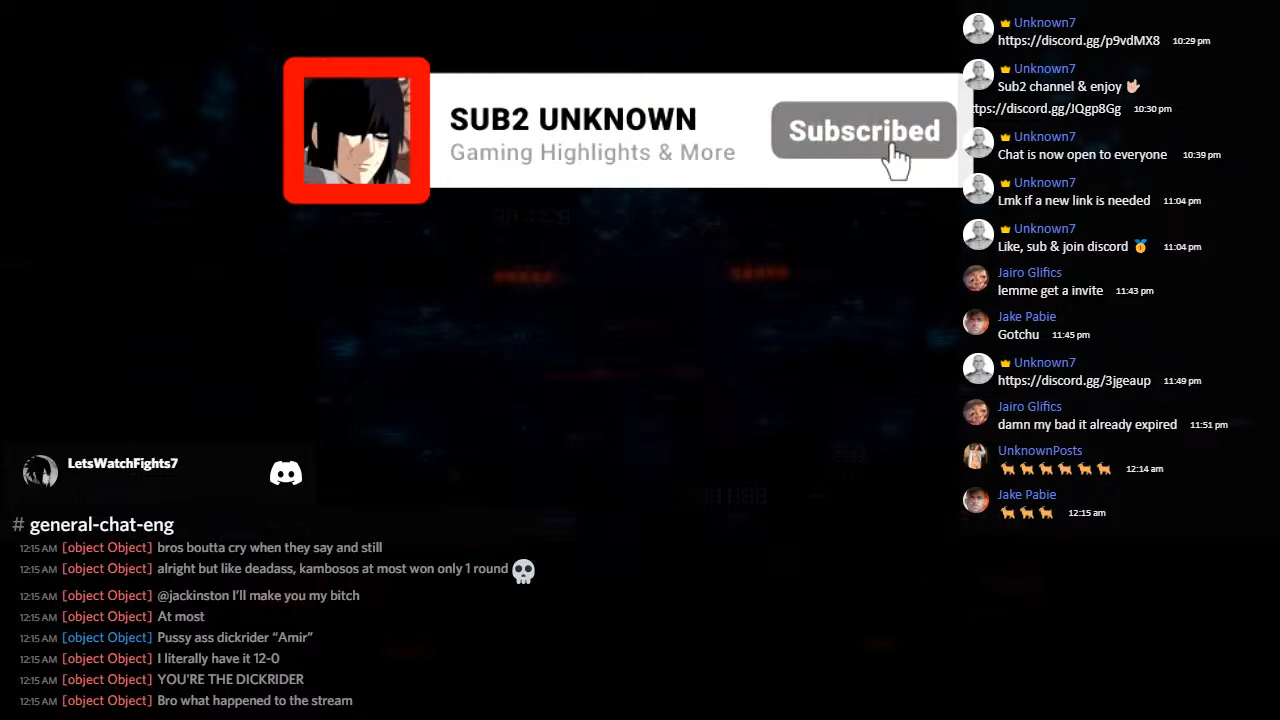 SUB2 UNKNOWN
Gaming Highlights & More
Subscribed
Unknown7
https://discord.gg/p9vdMX8 10:29 pm
Unknown7
Sub2 channel & enjoy 🤟🏻
tps://discord.gg/JQgp8Gg 10:30 pm
Unknown7
Chat is now open to everyone 10:39 pm
Unknown7
Lmk if a new link is needed 11:04 pm
Unknown7
Like, sub & join discord 🥇 11:04 pm
Jairo Glifics
lemme get a invite 11:43 pm
Jake Pabie
Gotchu 11:45 pm
Unknown7
https://discord.gg/3jgeaup 11:49 pm
Jairo Glifics
damn my bad it already expired 11:51 pm
UnknownPosts
🐐🐐🐐🐐🐐🐐 12:14 am
Jake Pabie
🐐🐐🐐 12:15 am
LetsWatchFights7
# general-chat-eng
12:15 AM [object Object] bros boutta cry when they say and still
12:15 AM [object Object] alright but like deadass, kambosos at most won only 1 round 💀
12:15 AM [object Object] @jackinston I'll make you my bitch
12:15 AM [object Object] At most
12:15 AM [object Object] Pussy ass dickrider “Amir”
12:15 AM [object Object] I literally have it 12-0
12:15 AM [object Object] YOU'RE THE DICKRIDER
12:15 AM [object Object] Bro what happened to the stream